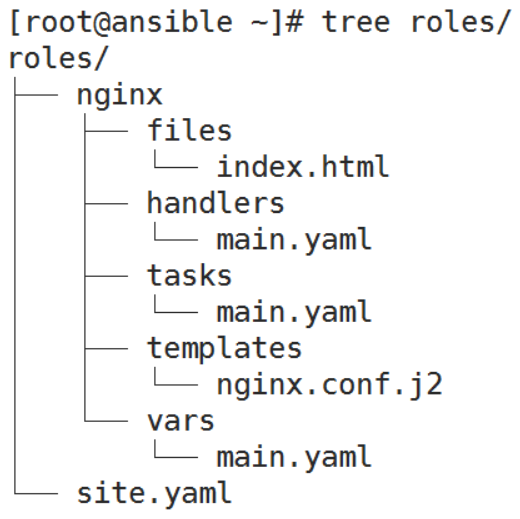 [root@ansible ~]# tree roles/
roles/
├── nginx
│   ├── files
│   │   └── index.html
│   ├── handlers
│   │   └── main.yaml
│   ├── tasks
│   │   └── main.yaml
│   ├── templates
│   │   └── nginx.conf.j2
│   └── vars
│       └── main.yaml
└── site.yaml